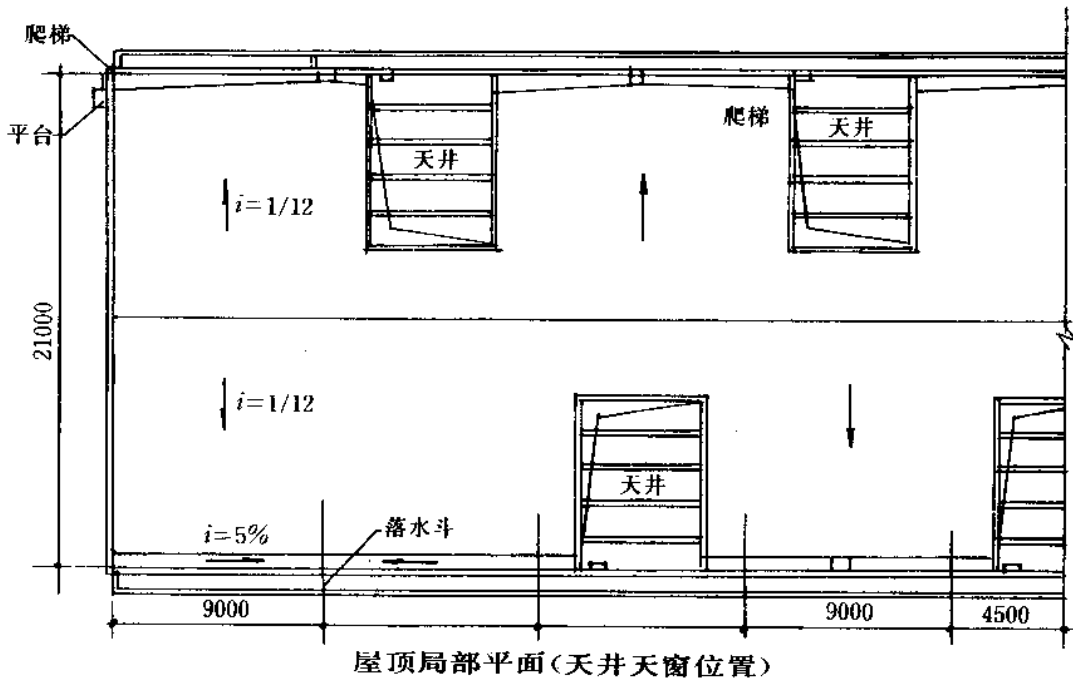 爬梯
平台
爬梯
天井
天井
i=1/12
21000
i=1/12
天井
i=5%
落水斗
9000
9000
4500
屋顶局部平面(天井天窗位置)